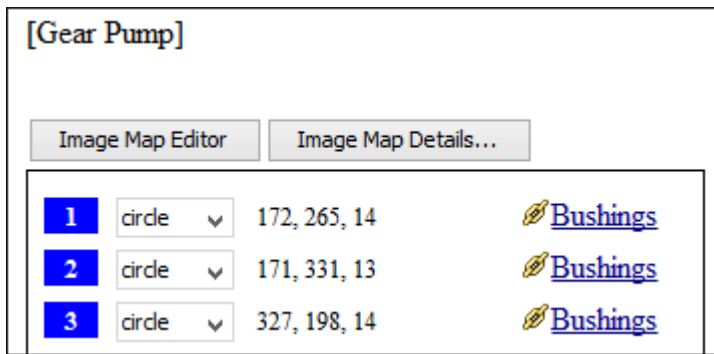 [Gear Pump]
Image Map Editor Image Map Details...
1 circle 172, 265, 14 Bushings
2 circle 171, 331, 13 Bushings
3 circle 327, 198, 14 Bushings